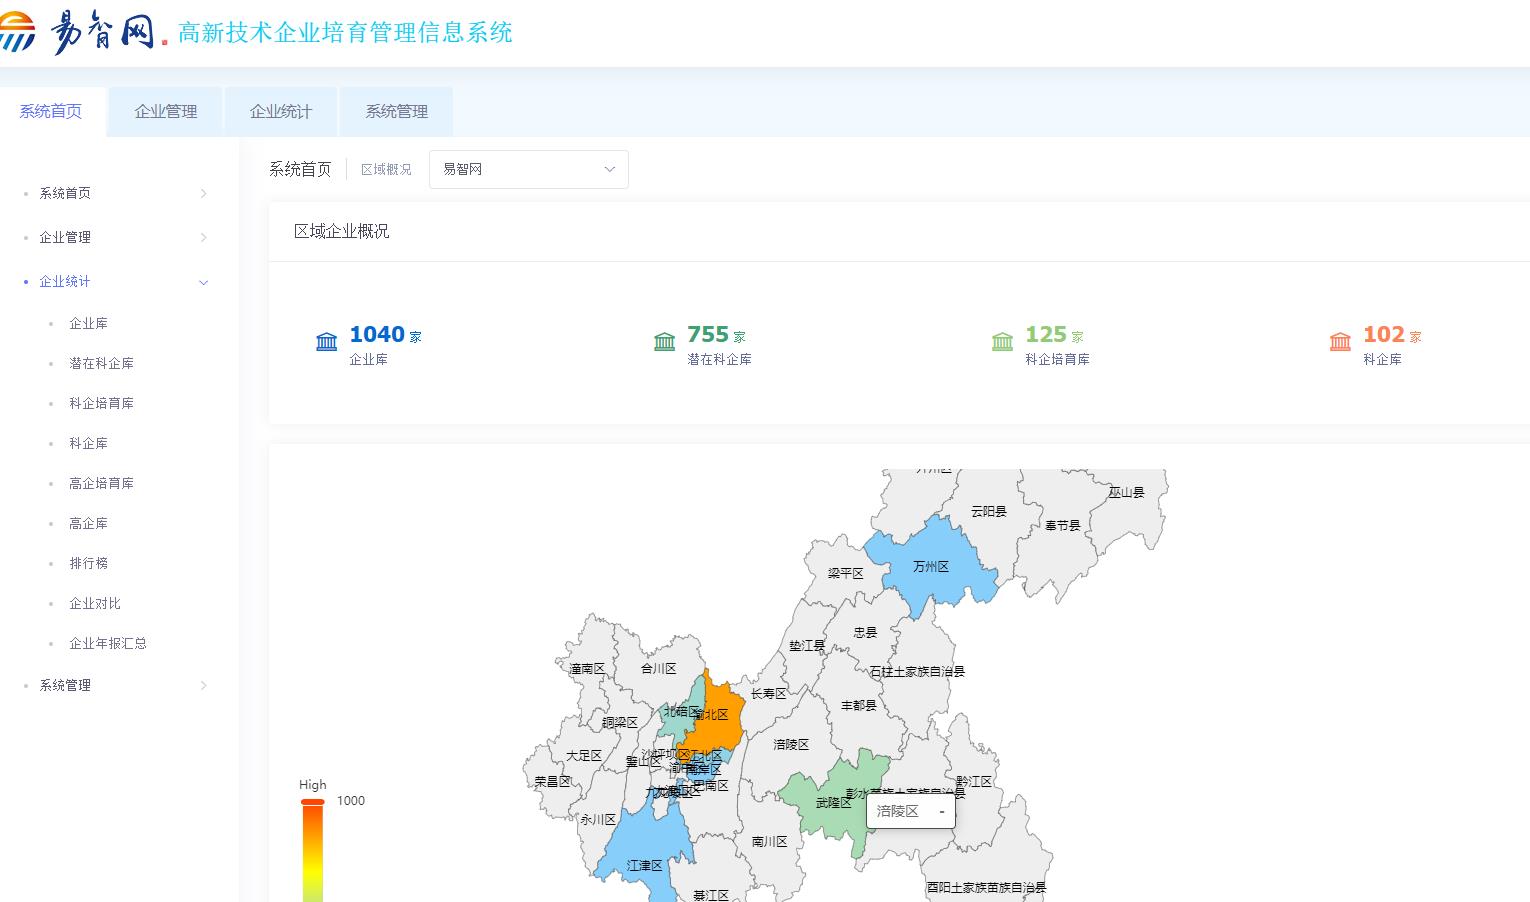 易智网 高新技术企业培育管理信息系统
系统首页 企业管理 企业统计 系统管理
系统首页 区域概况 易智网
系统首页
企业管理
企业统计
企业库
潜在科企库
科企培育库
科企库
高企培育库
高企库
排行榜
企业对比
企业年报汇总
系统管理
区域企业概况
1040 家
企业库
755 家
潜在科企库
125 家
科企培育库
102 家
科企库
巫山县
云阳县
奉节县
万州区
梁平区
忠县
垫江县
石柱土家族自治县
潼南区
合川区
长寿区
丰都县
北碚区
渝北区
铜梁区
涪陵区
大足区
沙坪坝区
江北区
璧山区
南岸区
荣昌区
巴南区
黔江区
彭水苗族土家族自治县
武隆区
涪陵区 -
永川区
南川区
江津区
綦江区
酉阳土家族苗族自治县
High
1000